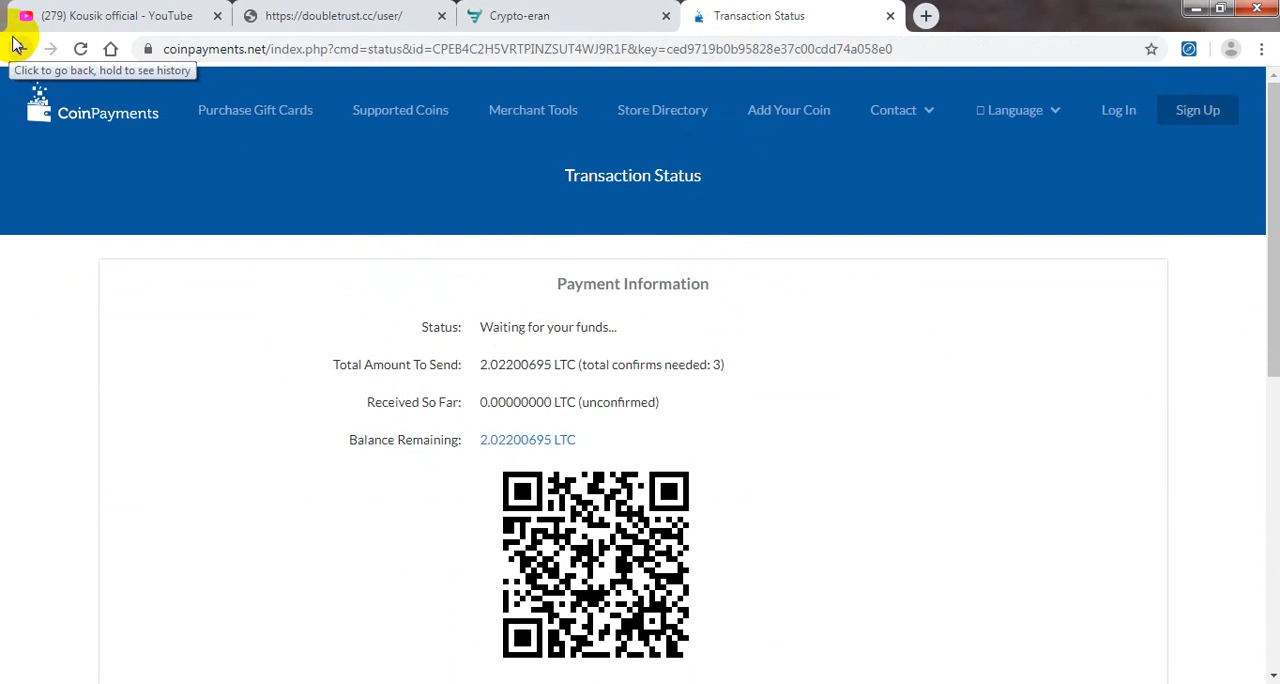 (279) Kousik official - YouTube
https://doubletrust.cc/user/
Crypto-eran
Transaction Status
coinpayments.net/index.php?cmd=status&id=CPEB4C2H5VRTPINZSUT4WJ9R1F&key=ced9719b0b95828e37c00cdd74a058e0
Click to go back, hold to see history
CoinPayments
Purchase Gift Cards
Supported Coins
Merchant Tools
Store Directory
Add Your Coin
Contact
Language
Log In
Sign Up
Transaction Status
Payment Information
Status: Waiting for your funds...
Total Amount To Send: 2.02200695 LTC (total confirms needed: 3)
Received So Far: 0.00000000 LTC (unconfirmed)
Balance Remaining: 2.02200695 LTC